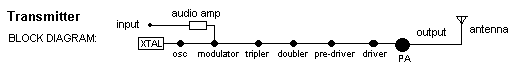 Transmitter
audio amp
input
output
antenna
BLOCK DIAGRAM:
XTAL
osc modulator tripler doubler pre-driver driver
PA